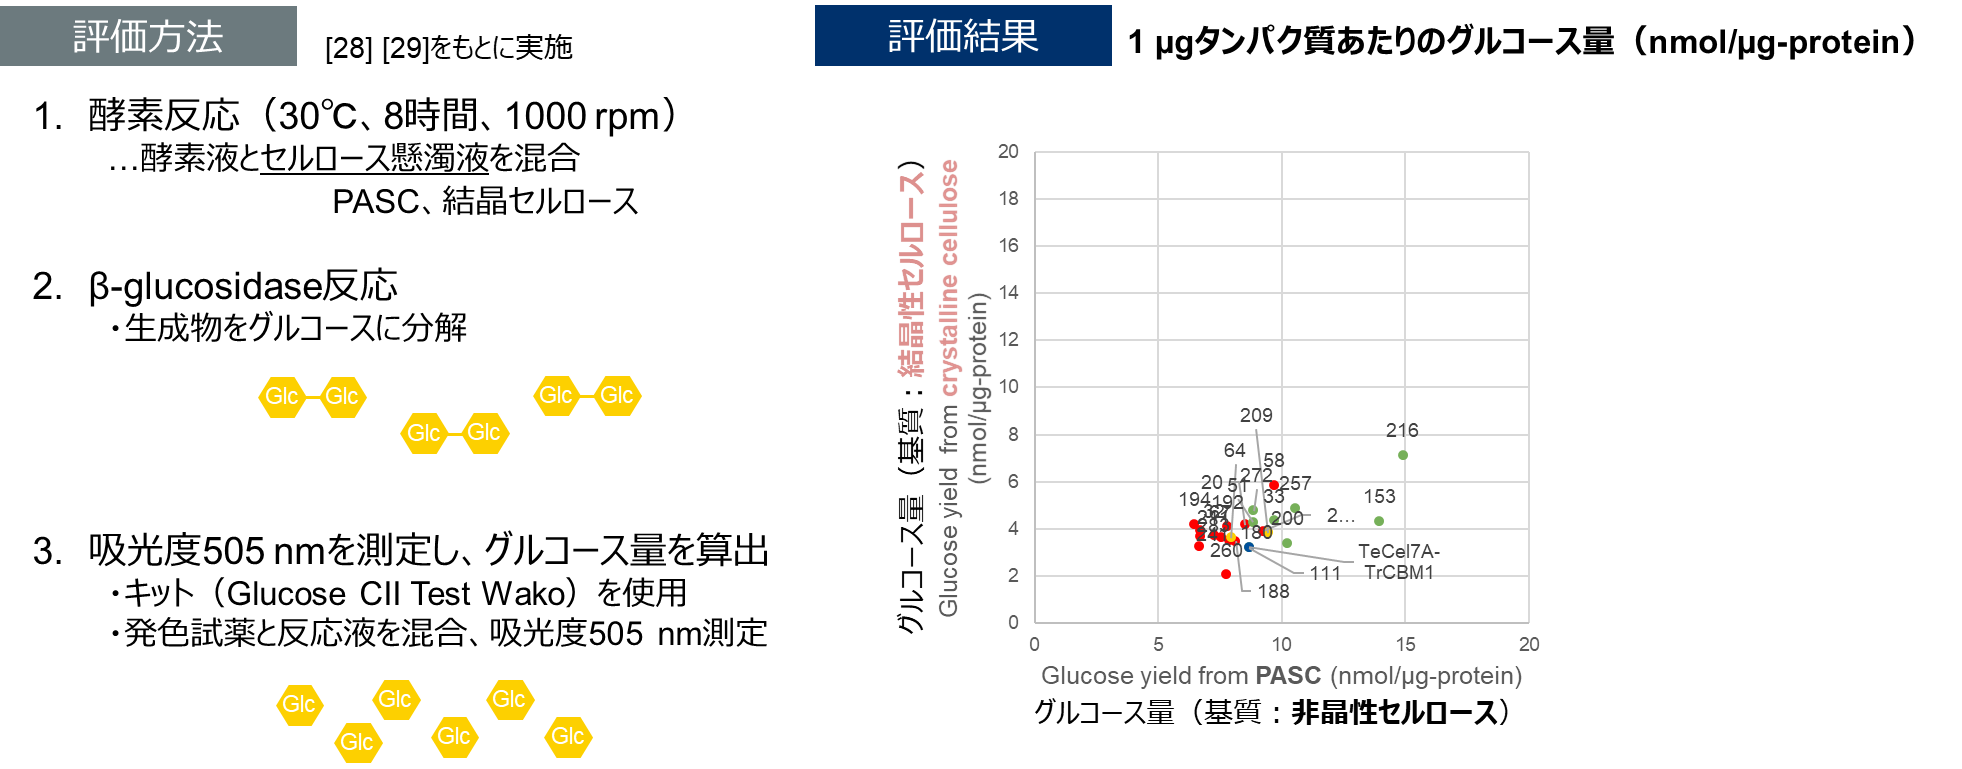 評価方法
[28] [29]をもとに実施
1. 酵素反応（30℃、8時間、1000 rpm）
…酵素液とセルロース懸濁液を混合
PASC、結晶セルロース
2. β-glucosidase反応
・生成物をグルコースに分解
Glc Glc
Glc Glc
Glc Glc
3. 吸光度505 nmを測定し、グルコース量を算出
・キット（Glucose CII Test Wako）を使用
・発色試薬と反応液を混合、吸光度505 nm測定
Glc
Glc
Glc
Glc
Glc
Glc
評価結果
1 μgタンパク質あたりのグルコース量（nmol/μg-protein）
グルコース量（基質：結晶性セルロース）
Glucose yield from crystalline cellulose
(nmol/μg-protein)
20
18
16
14
12
10
8
6
4
2
0
209
216
64
58
272
20
51
257
194
192
33
153
200
2...
180
260
TeCel7A-
TrCBM1
111
188
0
5
10
15
20
Glucose yield from PASC (nmol/μg-protein)
グルコース量（基質：非晶性セルロース）